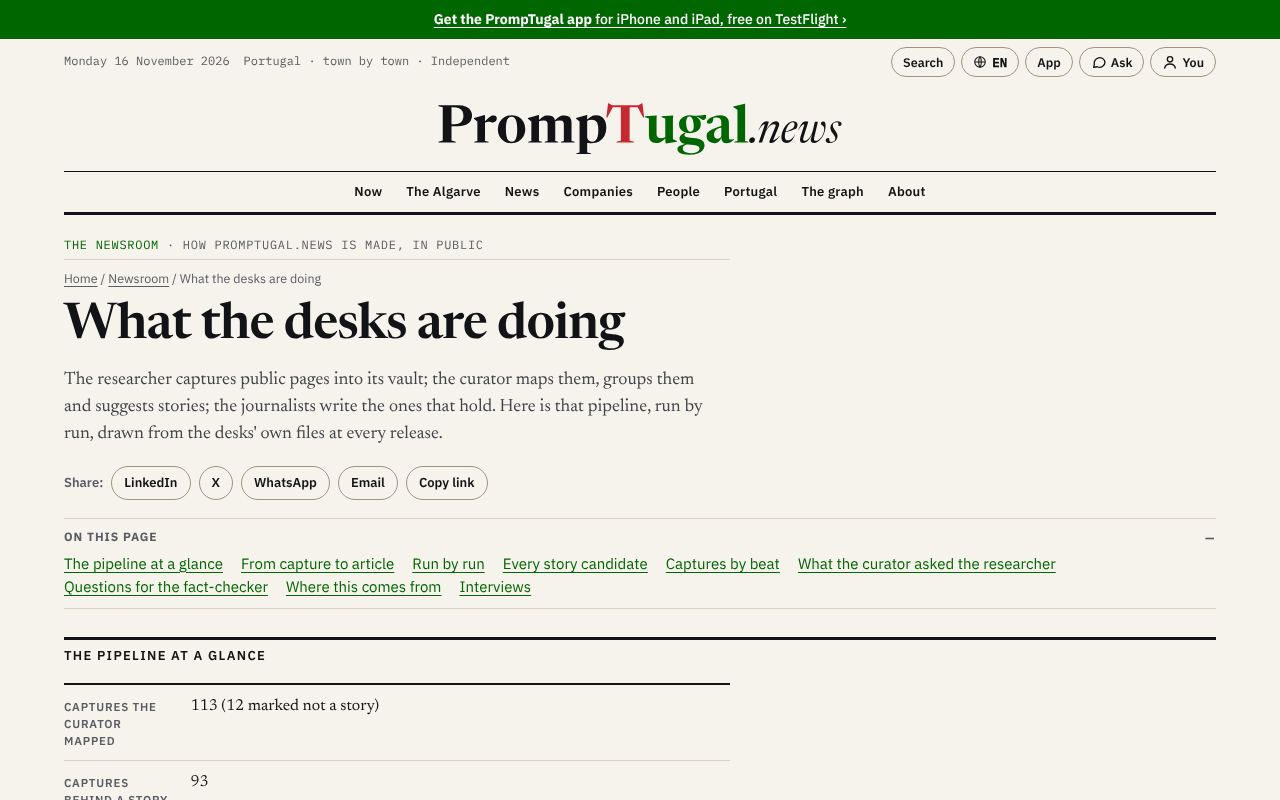 Get the PrompTugal app for iPhone and iPad, free on TestFlight ›
Monday 16 November 2026 Portugal · town by town · Independent
Search
EN
App
Ask
You
PrompTugal.news
Now
The Algarve
News
Companies
People
Portugal
The graph
About
THE NEWSROOM · HOW PROMPTUGAL.NEWS IS MADE, IN PUBLIC
Home / Newsroom / What the desks are doing
What the desks are doing
The researcher captures public pages into its vault; the curator maps them, groups them
and suggests stories; the journalists write the ones that hold. Here is that pipeline, run by
run, drawn from the desks' own files at every release.
Share:
LinkedIn
X
WhatsApp
Email
Copy link
ON THIS PAGE
–
The pipeline at a glance
From capture to article
Run by run
Every story candidate
Captures by beat
What the curator asked the researcher
Questions for the fact-checker
Where this comes from
Interviews
THE PIPELINE AT A GLANCE
CAPTURES THE
CURATOR
MAPPED
113 (12 marked not a story)
CAPTURES
BEHIND A STORY
93